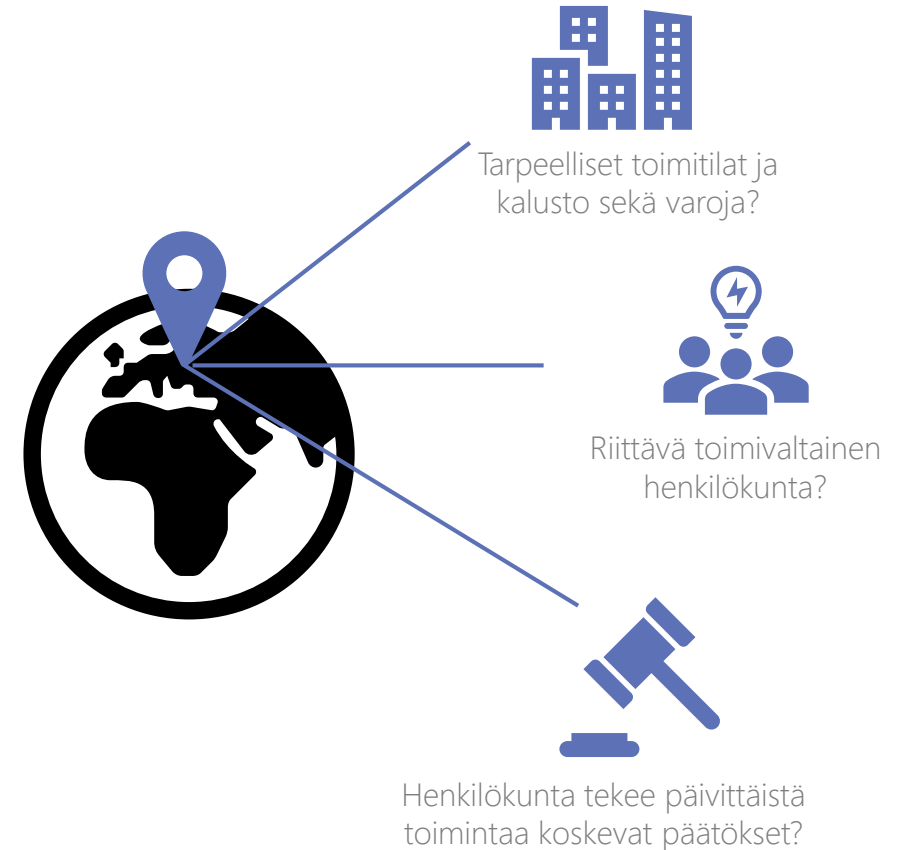 Tarpeelliset toimitilat ja
kalusto sekä varoja?
Riittävä toimivaltainen
henkilökunta?
Henkilökunta tekee päivittäistä
toimintaa koskevat päätökset?